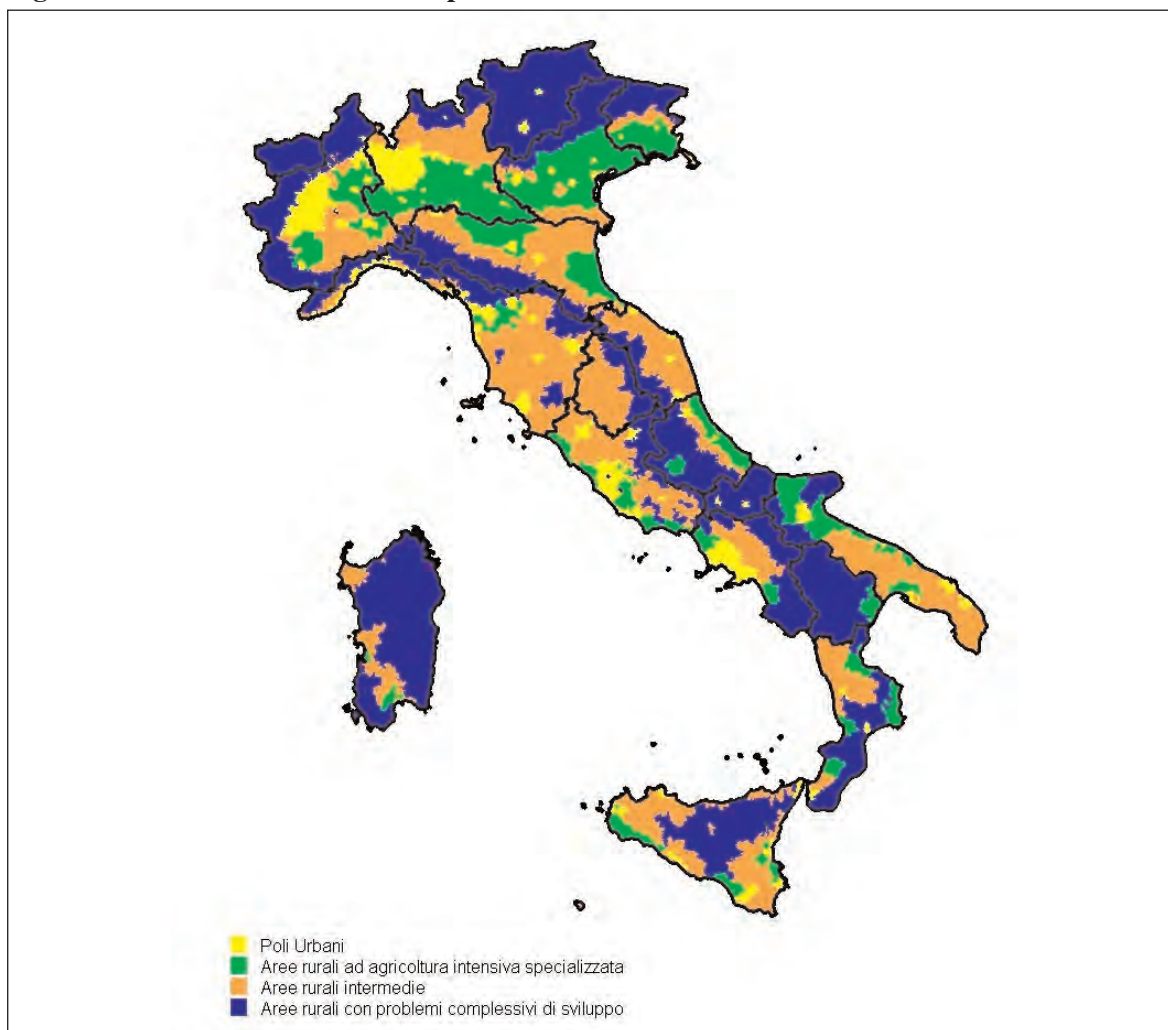 Poli Urbani
Aree rurali ad agricoltura intensiva specializzata
Aree rurali intermedie
Aree rurali con problemi complessivi di sviluppo